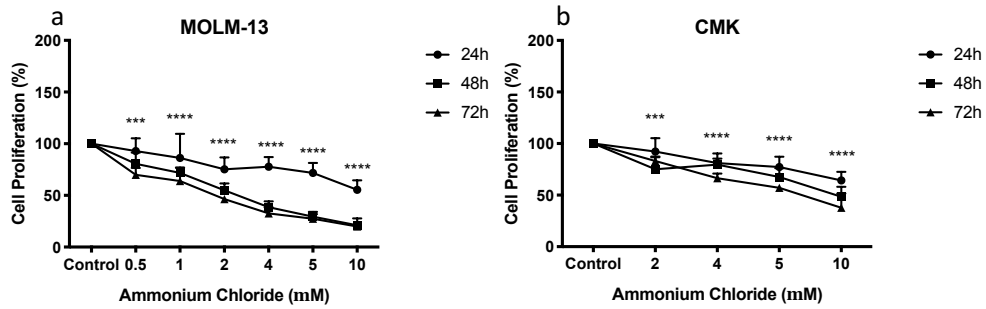 a
MOLM-13
200
150
100
50
0
Cell Proliferation (%)
*** **** **** **** **** ****
Control 0.5 1 2 4 5 10
Ammonium Chloride (mM)
24h
48h
72h
b
CMK
200
150
100
50
0
Cell Proliferation (%)
*** **** **** ****
Control 2 4 5 10
Ammonium Chloride (mM)
24h
48h
72h